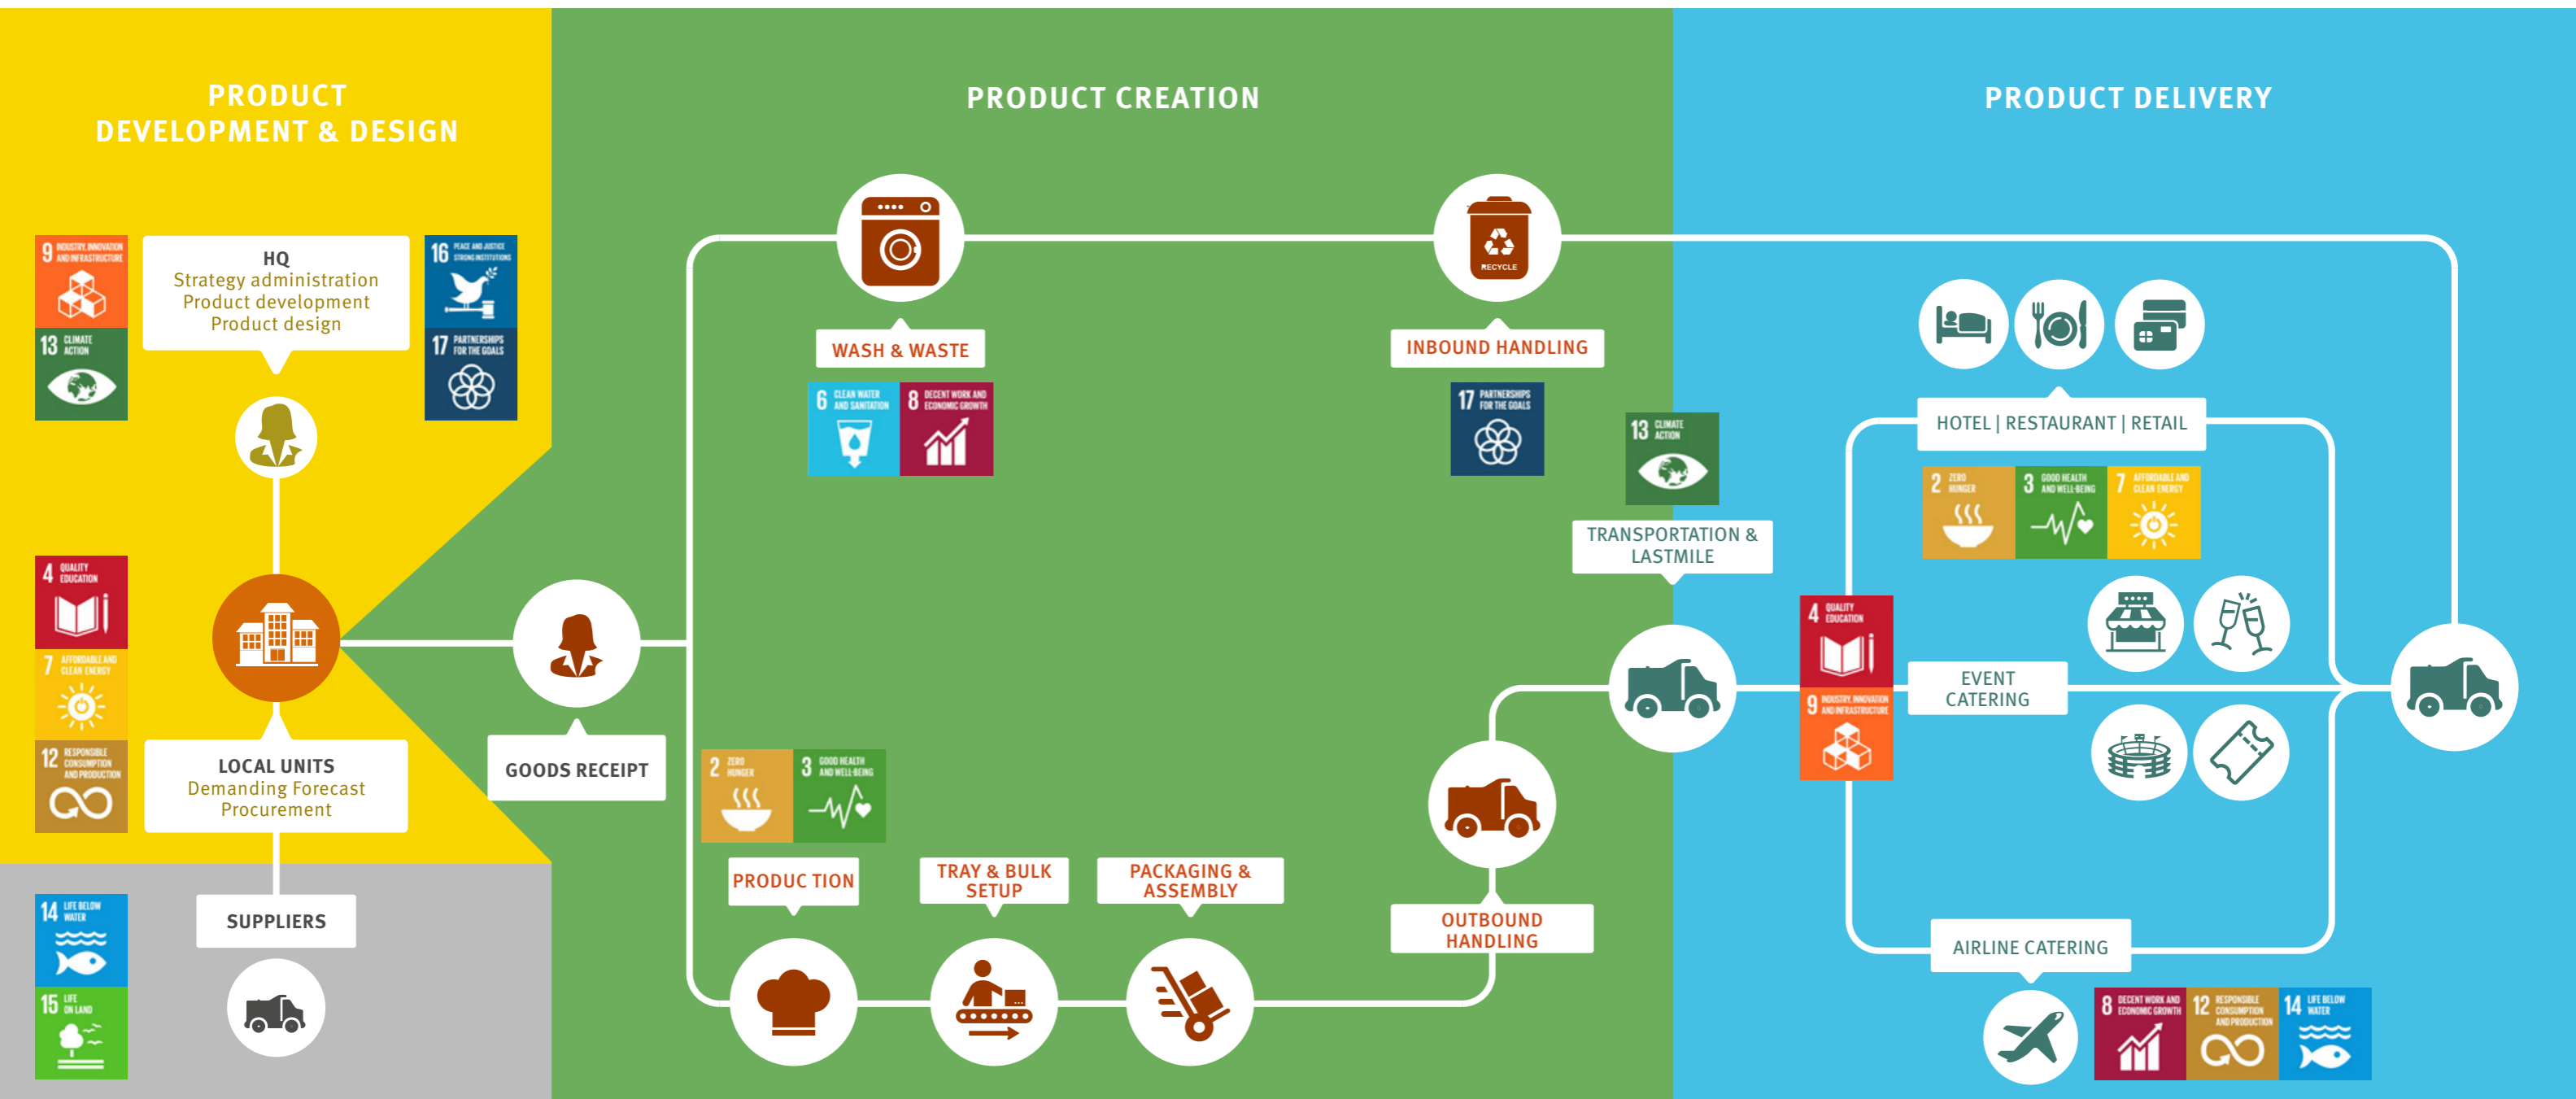 PRODUCT
DEVELOPMENT & DESIGN
9 INDUSTRY, INNOVATION
AND INFRASTRUCTURE
13 CLIMATE
ACTION
HQ
Strategy administration
Product development
Product design
16 PEACE AND JUSTICE
STRONG INSTITUTIONS
17 PARTNERSHIPS
FOR THE GOALS
4 QUALITY
EDUCATION
7 AFFORDABLE AND
CLEAN ENERGY
12 RESPONSIBLE
CONSUMPTION
AND PRODUCTION
LOCAL UNITS
Demanding Forecast
Procurement
14 LIFE BELOW
WATER
15 LIFE
ON LAND
SUPPLIERS
PRODUCT CREATION
WASH & WASTE
6 CLEAN WATER
AND SANITATION
8 DECENT WORK AND
ECONOMIC GROWTH
RECYCLE
INBOUND HANDLING
17 PARTNERSHIPS
FOR THE GOALS
GOODS RECEIPT
2 ZERO
HUNGER
3 GOOD HEALTH
AND WELL-BEING
PRODUC TION
TRAY & BULK
SETUP
PACKAGING &
ASSEMBLY
OUTBOUND
HANDLING
13 CLIMATE
ACTION
TRANSPORTATION &
LASTMILE
PRODUCT DELIVERY
HOTEL | RESTAURANT | RETAIL
2 ZERO
HUNGER
3 GOOD HEALTH
AND WELL-BEING
7 AFFORDABLE AND
CLEAN ENERGY
4 QUALITY
EDUCATION
9 INDUSTRY, INNOVATION
AND INFRASTRUCTURE
EVENT
CATERING
AIRLINE CATERING
8 DECENT WORK AND
ECONOMIC GROWTH
12 RESPONSIBLE
CONSUMPTION
AND PRODUCTION
14 LIFE BELOW
WATER